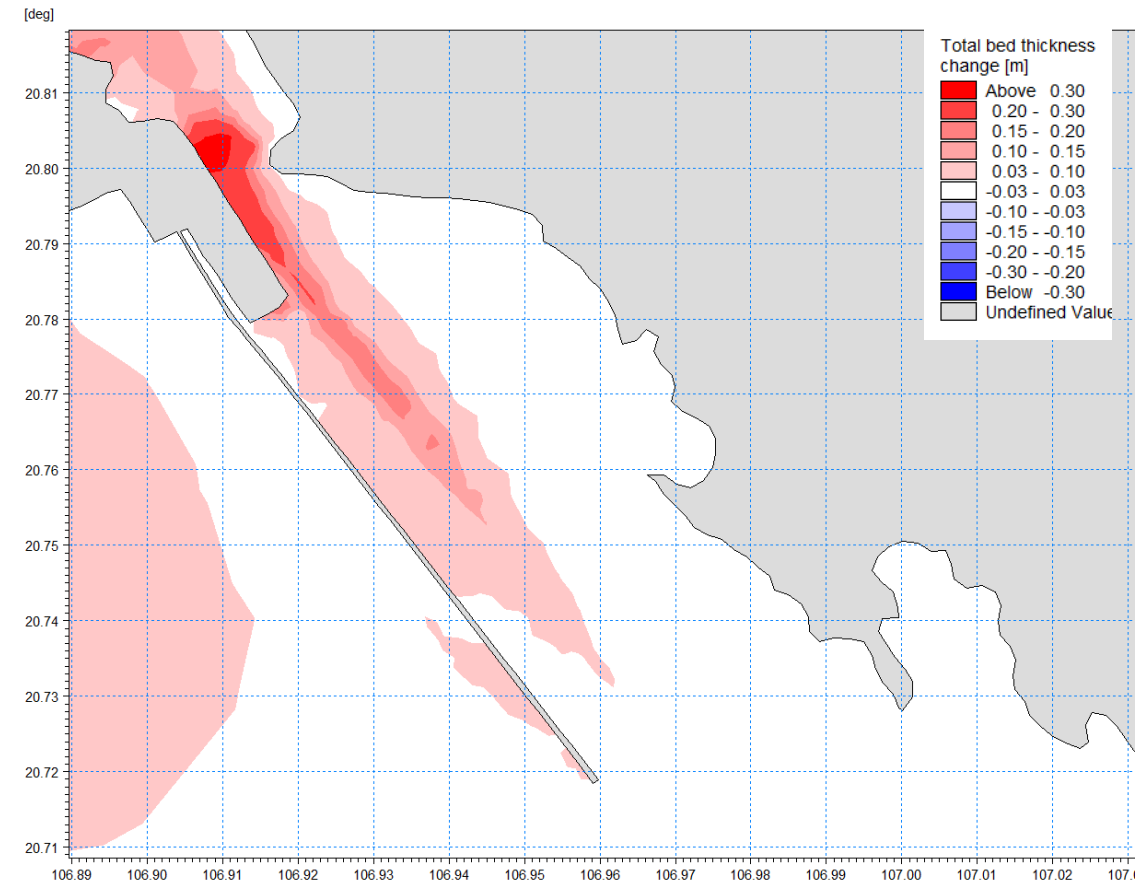 [deg]
Total bed thickness
change [m]
Above 0.30
0.20 - 0.30
0.15 - 0.20
0.10 - 0.15
0.03 - 0.10
-0.03 - 0.03
-0.10 - -0.03
-0.15 - -0.10
-0.20 - -0.15
-0.30 - -0.20
Below -0.30
Undefined Value
20.81
20.80
20.79
20.78
20.77
20.76
20.75
20.74
20.73
20.72
20.71
106.89 106.90 106.91 106.92 106.93 106.94 106.95 106.96 106.97 106.98 106.99 107.00 107.01 107.02 107.0